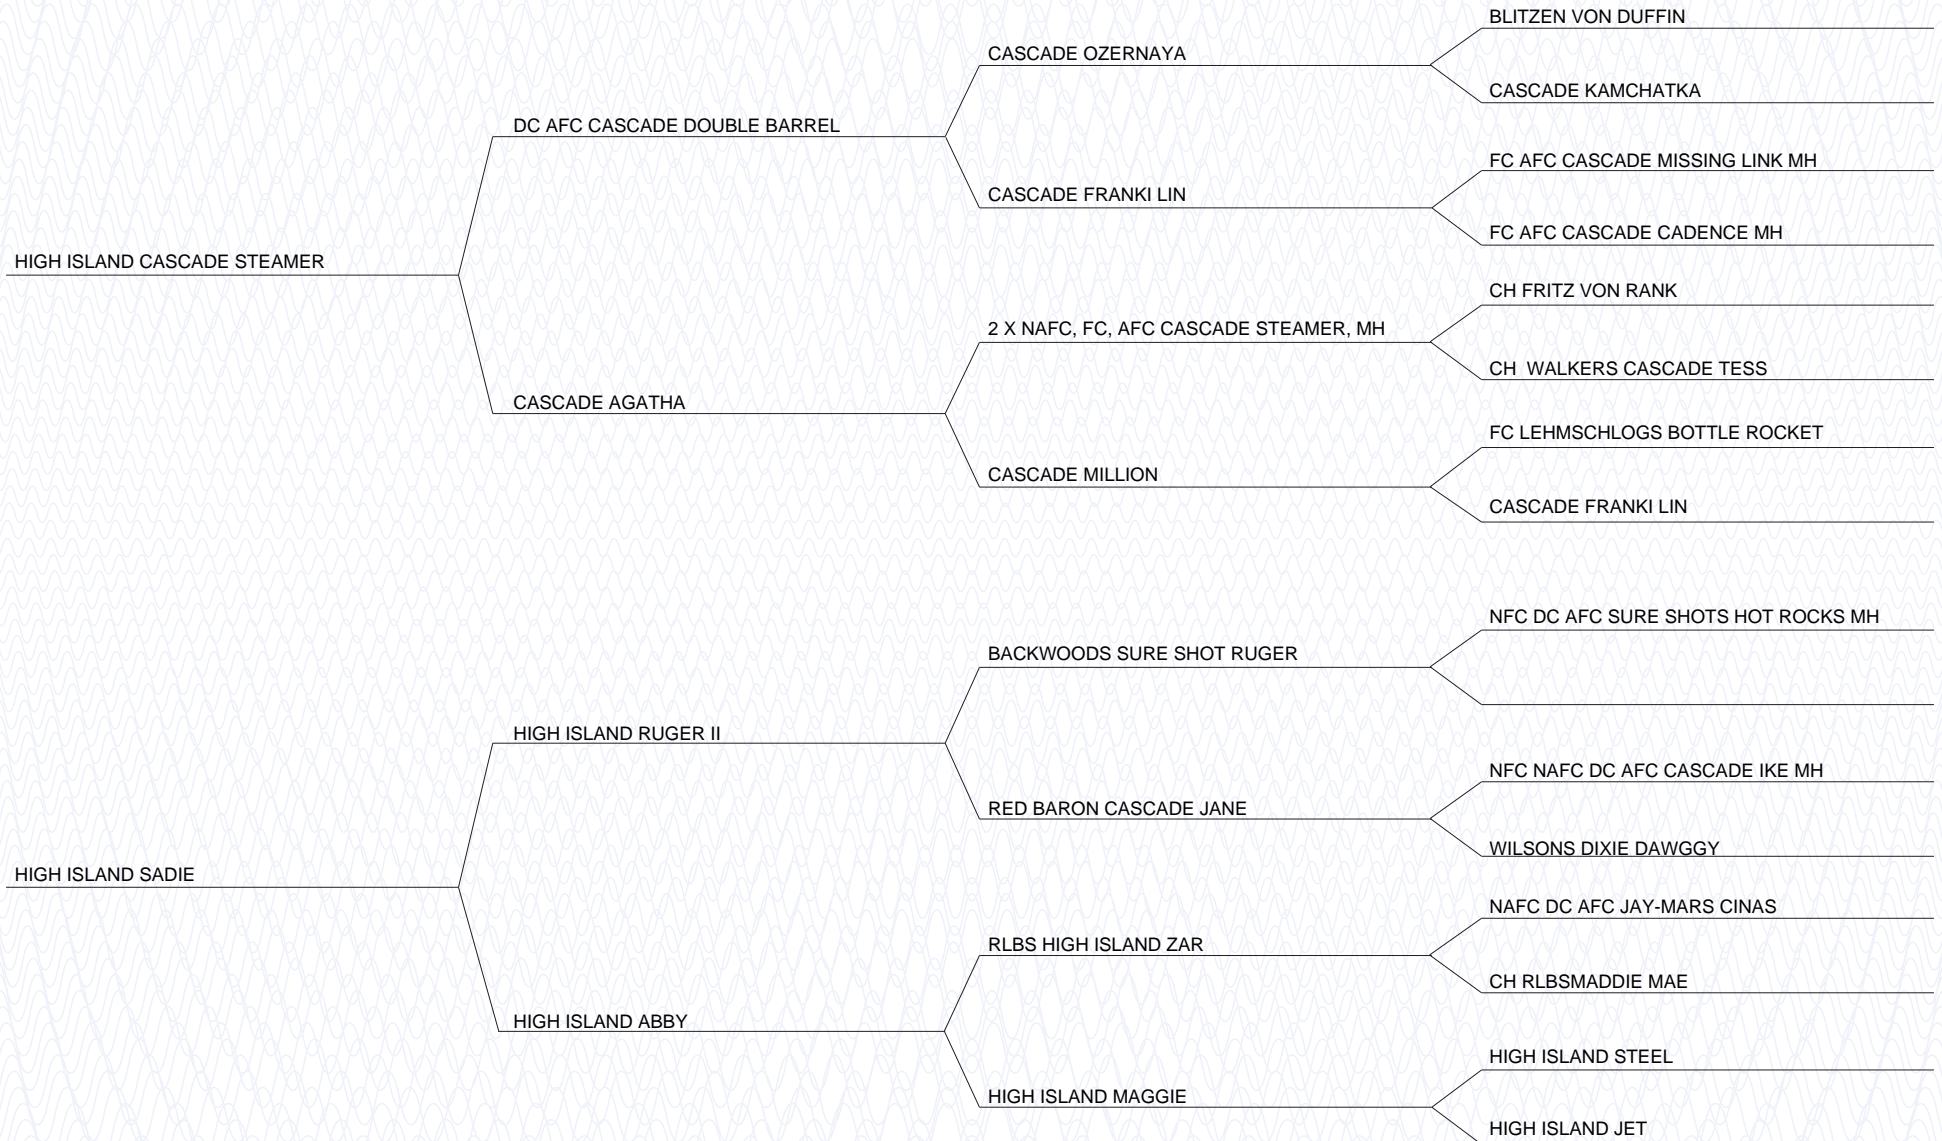 BLITZEN VON DUFFIN
CASCADE OZERNAYA
CASCADE KAMCHATKA
DC AFC CASCADE DOUBLE BARREL
FC AFC CASCADE MISSING LINK MH
CASCADE FRANKI LIN
FC AFC CASCADE CADENCE MH
HIGH ISLAND CASCADE STEAMER
CH FRITZ VON RANK
2 X NAFC, FC, AFC CASCADE STEAMER, MH
CH  WALKERS CASCADE TESS
CASCADE AGATHA
FC LEHMSCHLOGS BOTTLE ROCKET
CASCADE MILLION
CASCADE FRANKI LIN
NFC DC AFC SURE SHOTS HOT ROCKS MH
BACKWOODS SURE SHOT RUGER
HIGH ISLAND RUGER II
NFC NAFC DC AFC CASCADE IKE MH
RED BARON CASCADE JANE
WILSONS DIXIE DAWGGY
HIGH ISLAND SADIE
NAFC DC AFC JAY-MARS CINAS
RLBS HIGH ISLAND ZAR
CH RLBSMADDIE MAE
HIGH ISLAND ABBY
HIGH ISLAND STEEL
HIGH ISLAND MAGGIE
HIGH ISLAND JET